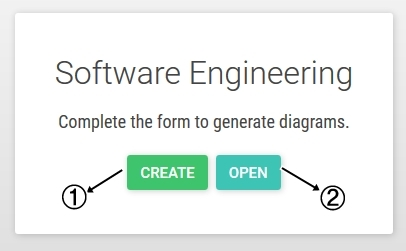 Software Engineering
Complete the form to generate diagrams.
CREATE OPEN
① ②